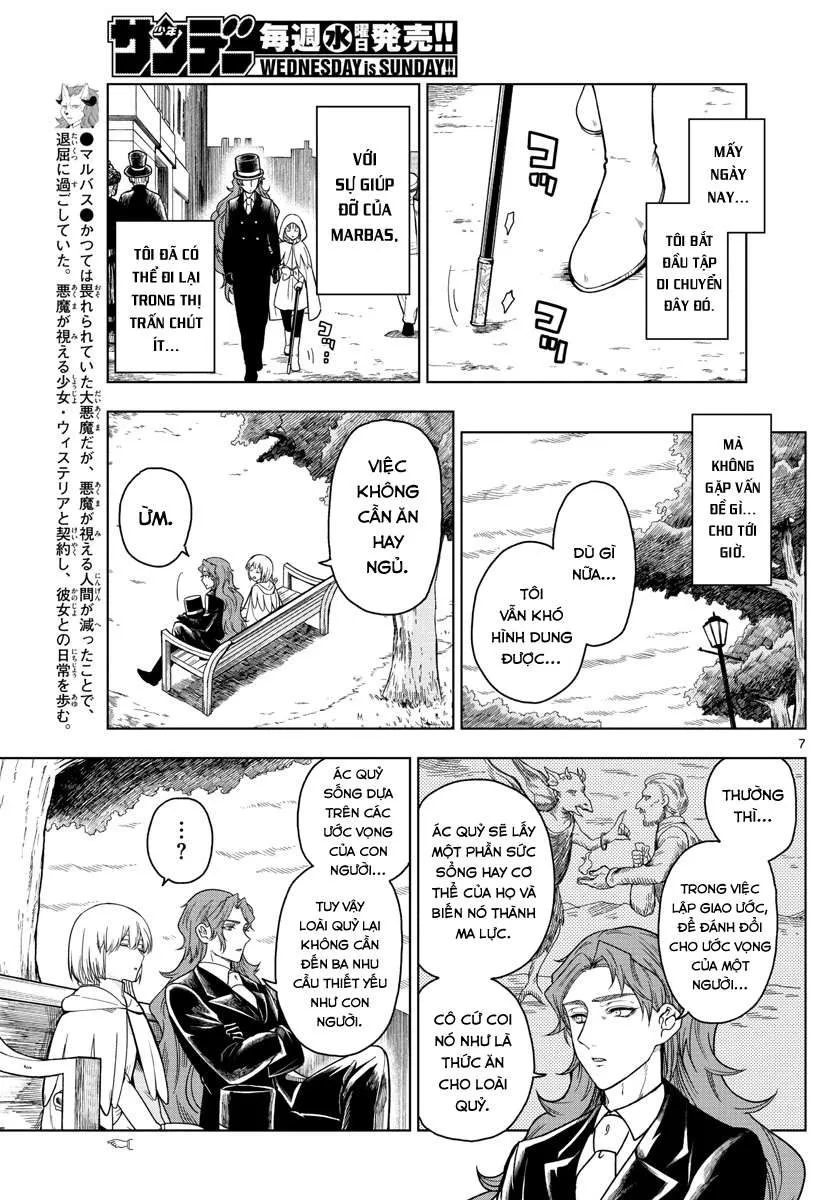 少年サンデー 毎週水曜日発売!!
WEDNESDAY is SUNDAY!!
MẤY
NGÀY
NAY...
TÔI BẮT
ĐẦU TẬP
DI CHUYỂN
ĐÂY ĐÓ.
コッ
コッ
VỚI
SỰ GIÚP
ĐỠ CỦA
MARBAS,
TÔI ĐÃ CÓ
THỂ ĐI LẠI
TRONG THỊ
TRẤN CHÚT
ÍT...
●マルバス●かつては畏れられていた大悪魔だが、悪魔が視える人間が減ったことで、
退屈に過ごしていた。悪魔が視える少女・ウィステリアと契約し、彼女との日常を歩む。
MÀ
KHÔNG
GẶP VẤN
ĐỀ GÌ...
CHO TỚI
GIỜ.
DÙ GÌ
NỮA...
TÔI
VẪN KHÓ
HÌNH DUNG
ĐƯỢC...
VIỆC
KHÔNG
CẦN ĂN HAY
NGỦ.
ỪM.
7
THƯỜNG
THÌ...
TRONG VIỆC
LẬP GIAO ƯỚC,
ĐỂ ĐÁNH ĐỔI
CHO ƯỚC VỌNG
CỦA MỘT
NGƯỜI...
ÁC QUỶ SẼ LẤY
MỘT PHẦN SỨC
SỐNG HAY CƠ
THỂ CỦA HỌ VÀ
BIẾN NÓ THÀNH
MA LỰC.
CÔ CỨ COI
NÓ NHƯ LÀ
THỨC ĂN
CHO LOÀI
QUỶ.
ÁC QUỶ
SỐNG DỰA
TRÊN CÁC
ƯỚC VỌNG
CỦA CON
NGƯỜI...
TUY VẬY
LOÀI QUỶ LẠI
KHÔNG CẦN
ĐẾN BA NHU
CẦU THIẾT YẾU
NHƯ CON
NGƯỜI.
...?